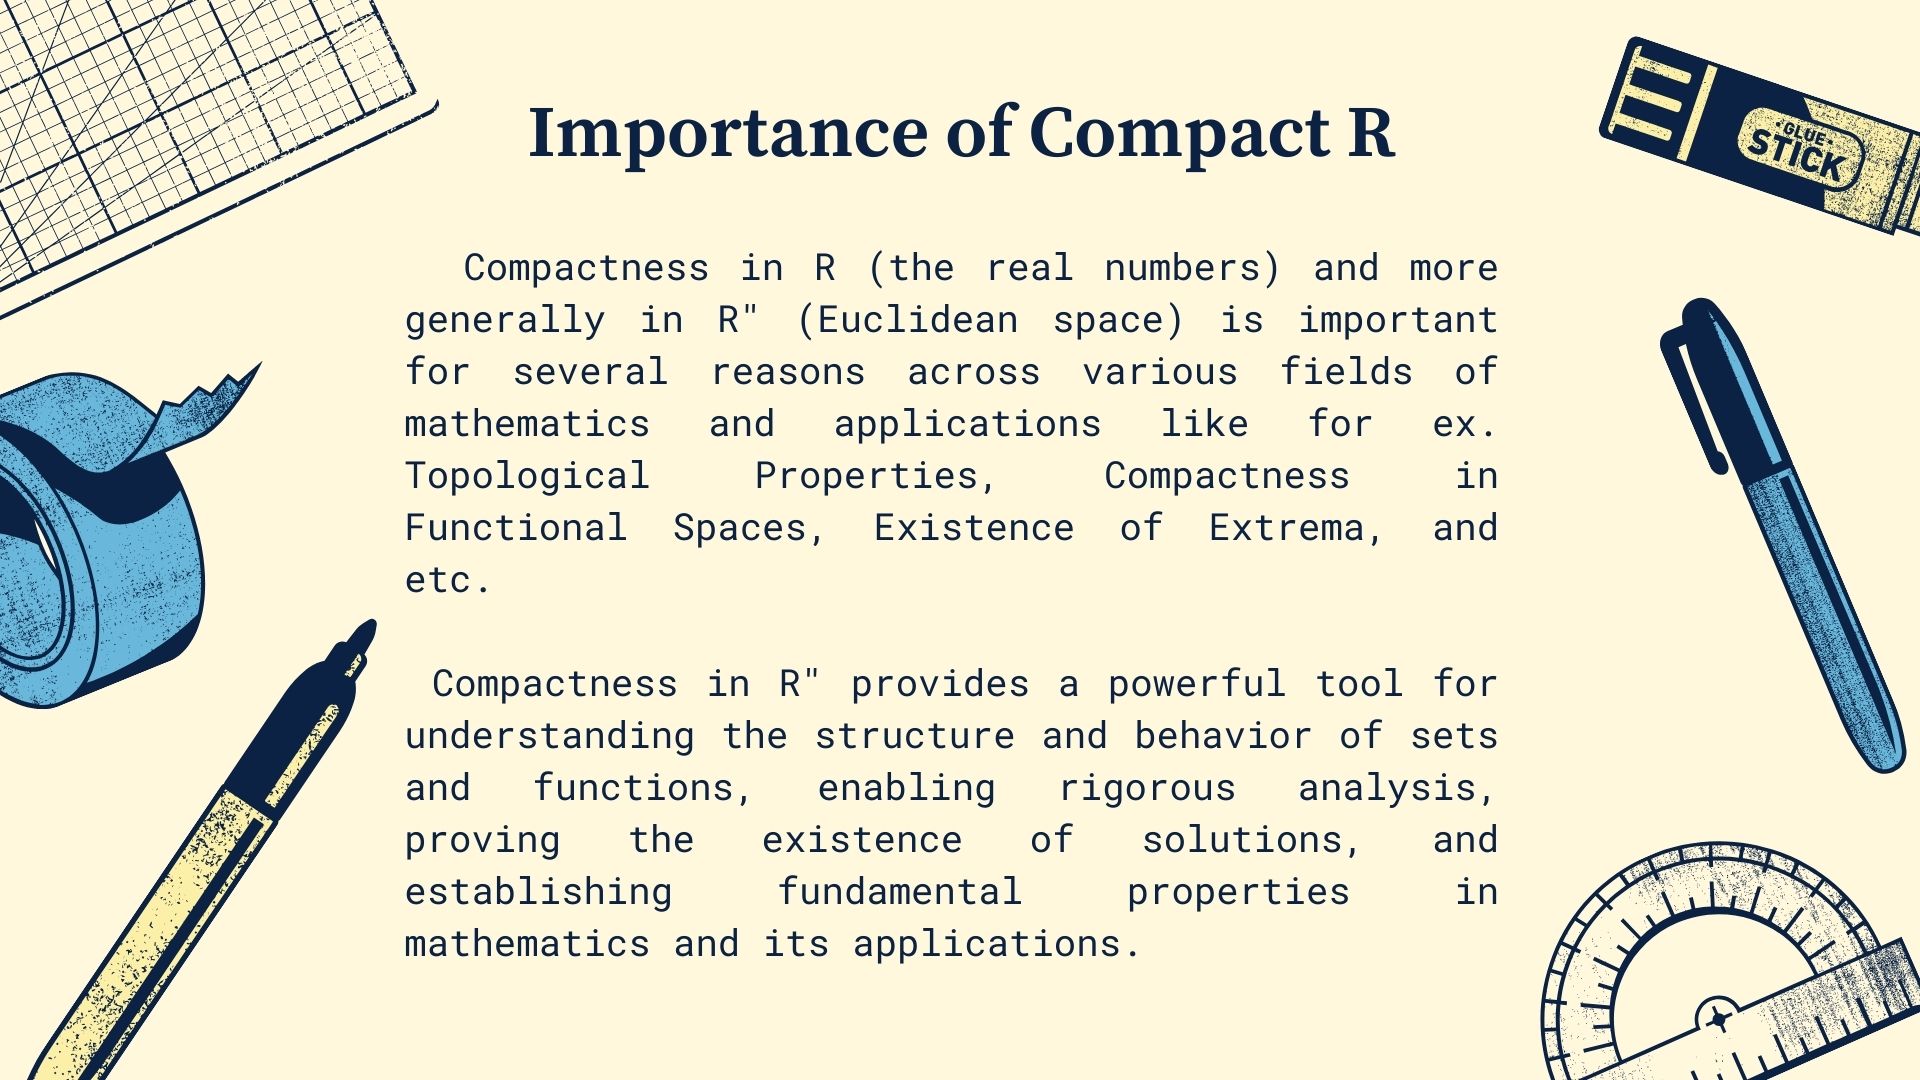 Importance of Compact R
GLUE
STICK
Compactness in R (the real numbers) and more
generally in R" (Euclidean space) is important
for several reasons across various fields of
mathematics and applications like for ex.
Topological Properties, Compactness in
Functional Spaces, Existence of Extrema, and
etc.
Compactness in R" provides a powerful tool for
understanding the structure and behavior of sets
and functions, enabling rigorous analysis,
proving the existence of solutions, and
establishing fundamental properties in
mathematics and its applications.